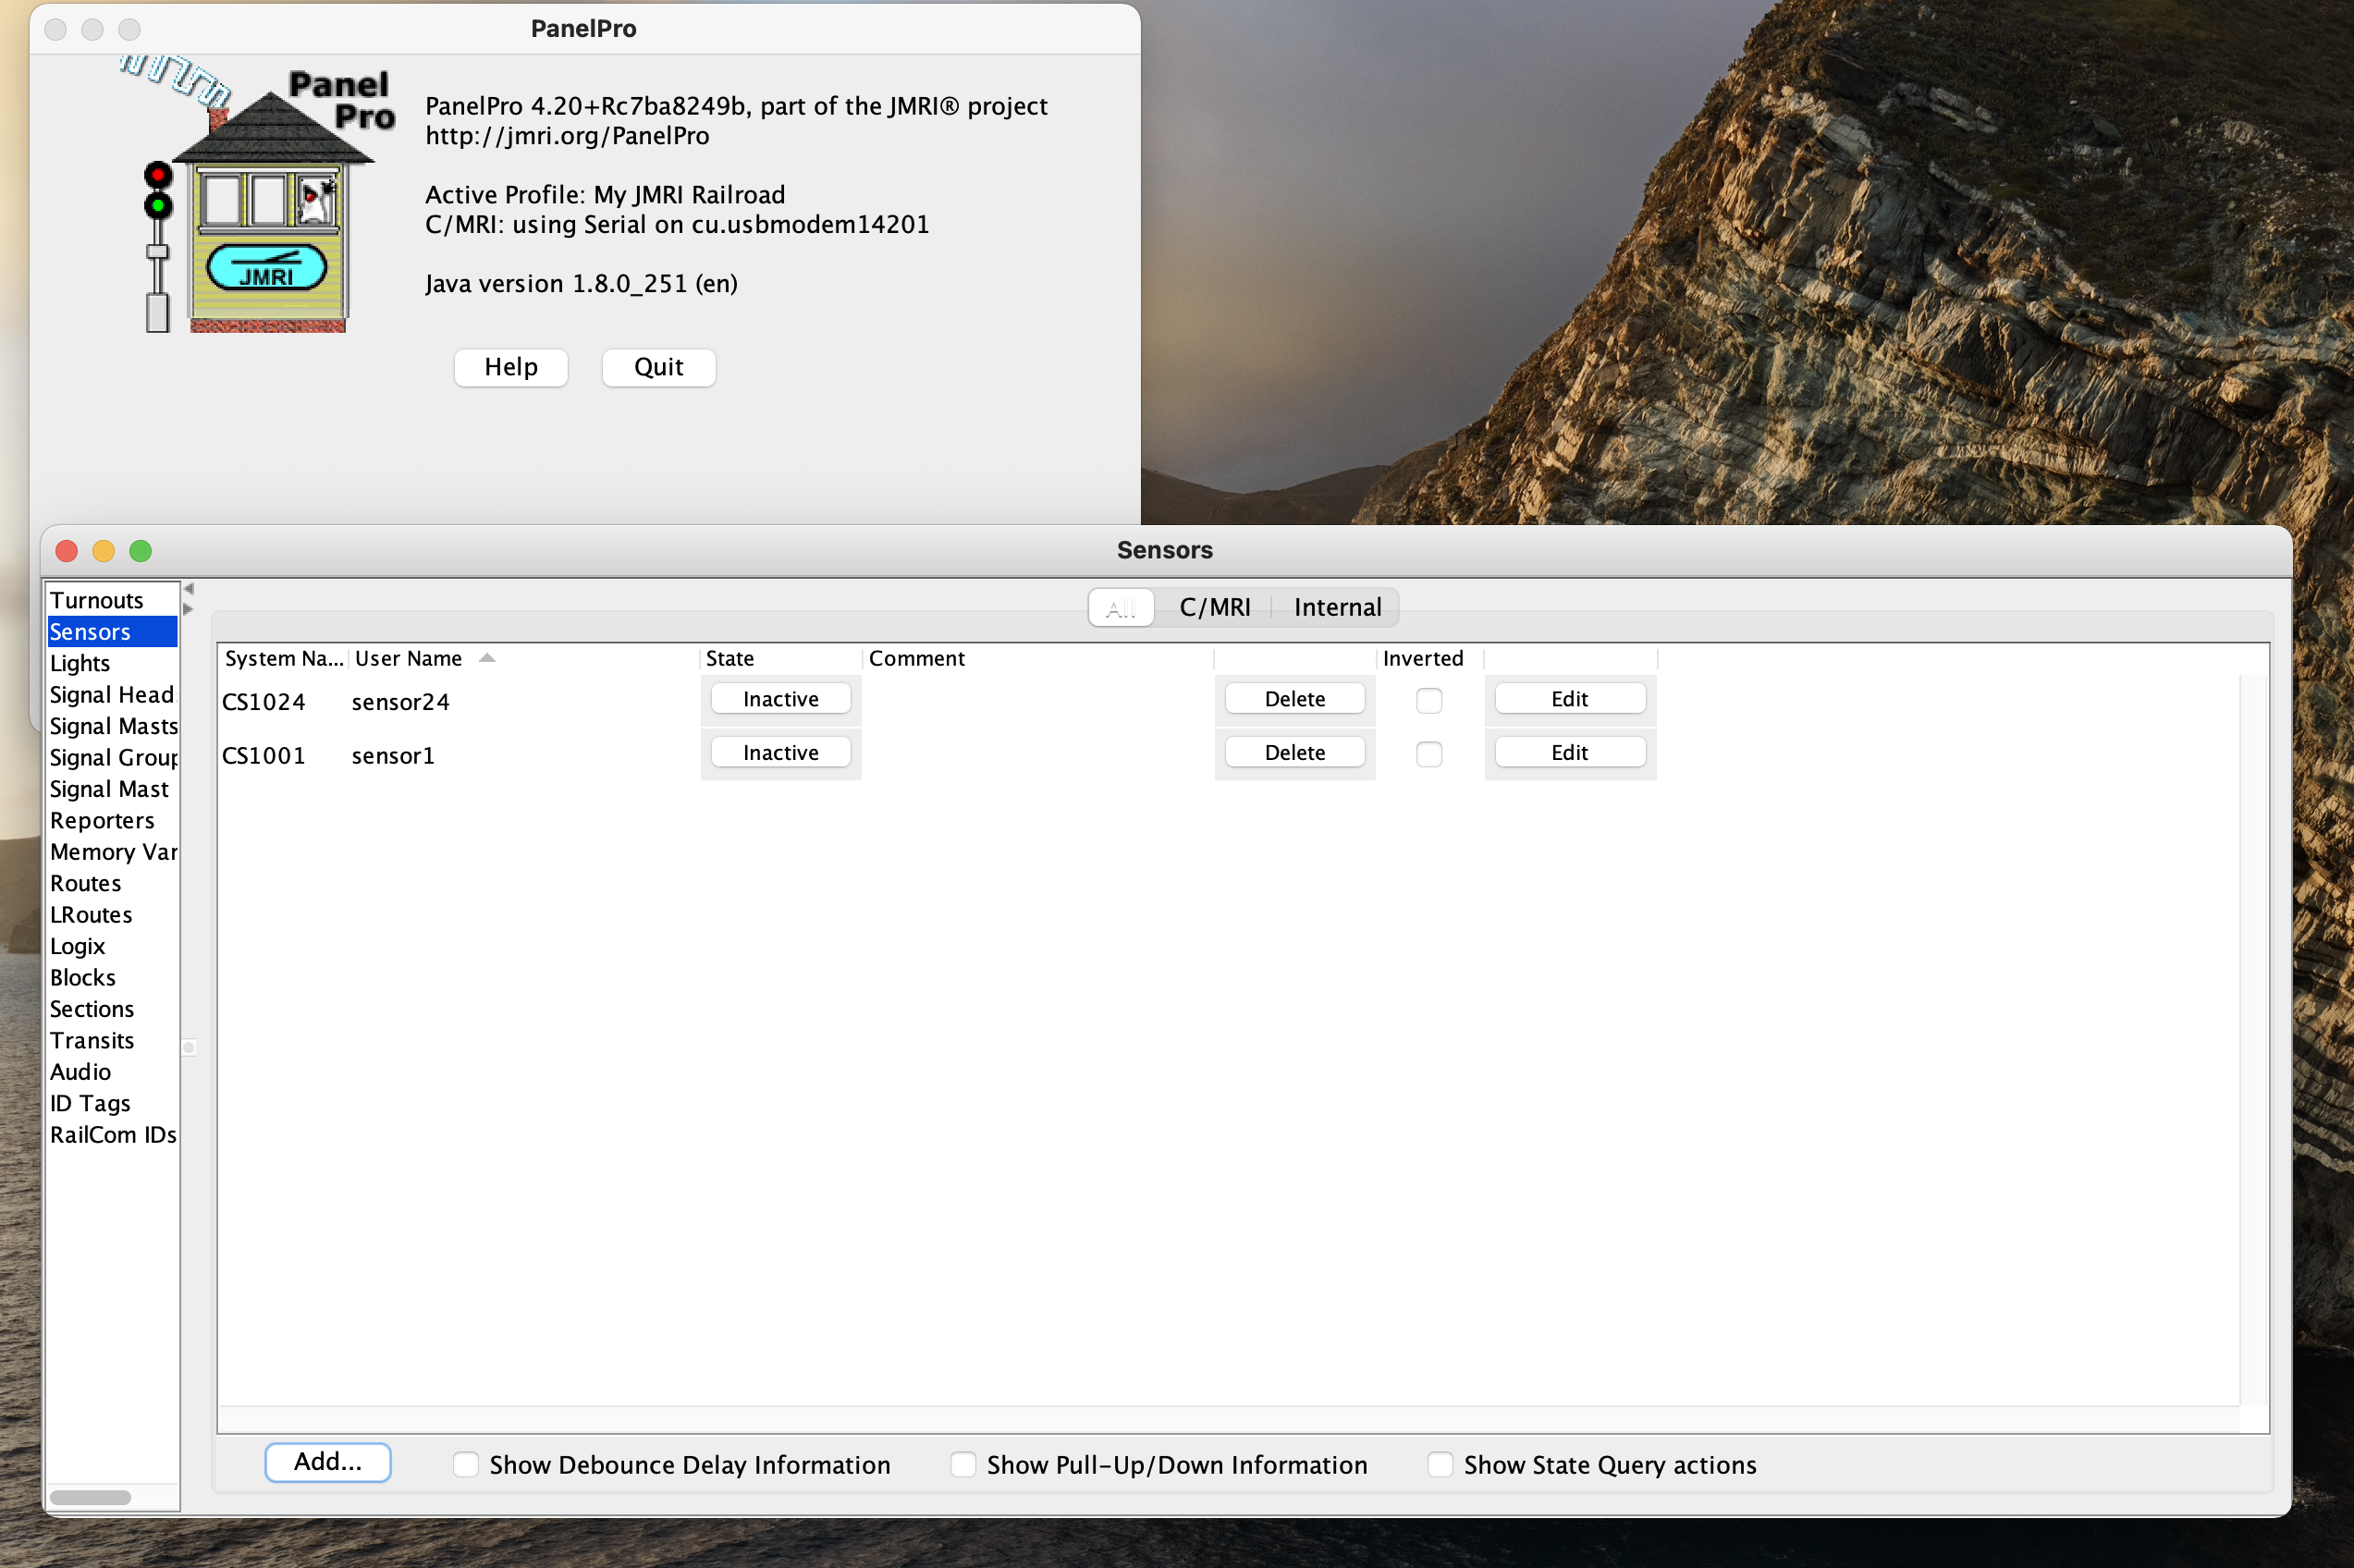 PanelPro
Panel
Pro
JMRI
PanelPro 4.20+Rc7ba8249b, part of the JMRI® project
http://jmri.org/PanelPro
Active Profile: My JMRI Railroad
C/MRI: using Serial on cu.usbmodem14201
Java version 1.8.0_251 (en)
Help Quit
Sensors
Turnouts
Sensors
Lights
Signal Head
Signal Masts
Signal Group
Signal Mast
Reporters
Memory Var
Routes
LRoutes
Logix
Blocks
Sections
Transits
Audio
ID Tags
RailCom IDs
All C/MRI Internal
System Na... User Name State Comment Inverted
CS1024 sensor24 Inactive Delete Edit
CS1001 sensor1 Inactive Delete Edit
Add... Show Debounce Delay Information Show Pull-Up/Down Information Show State Query actions